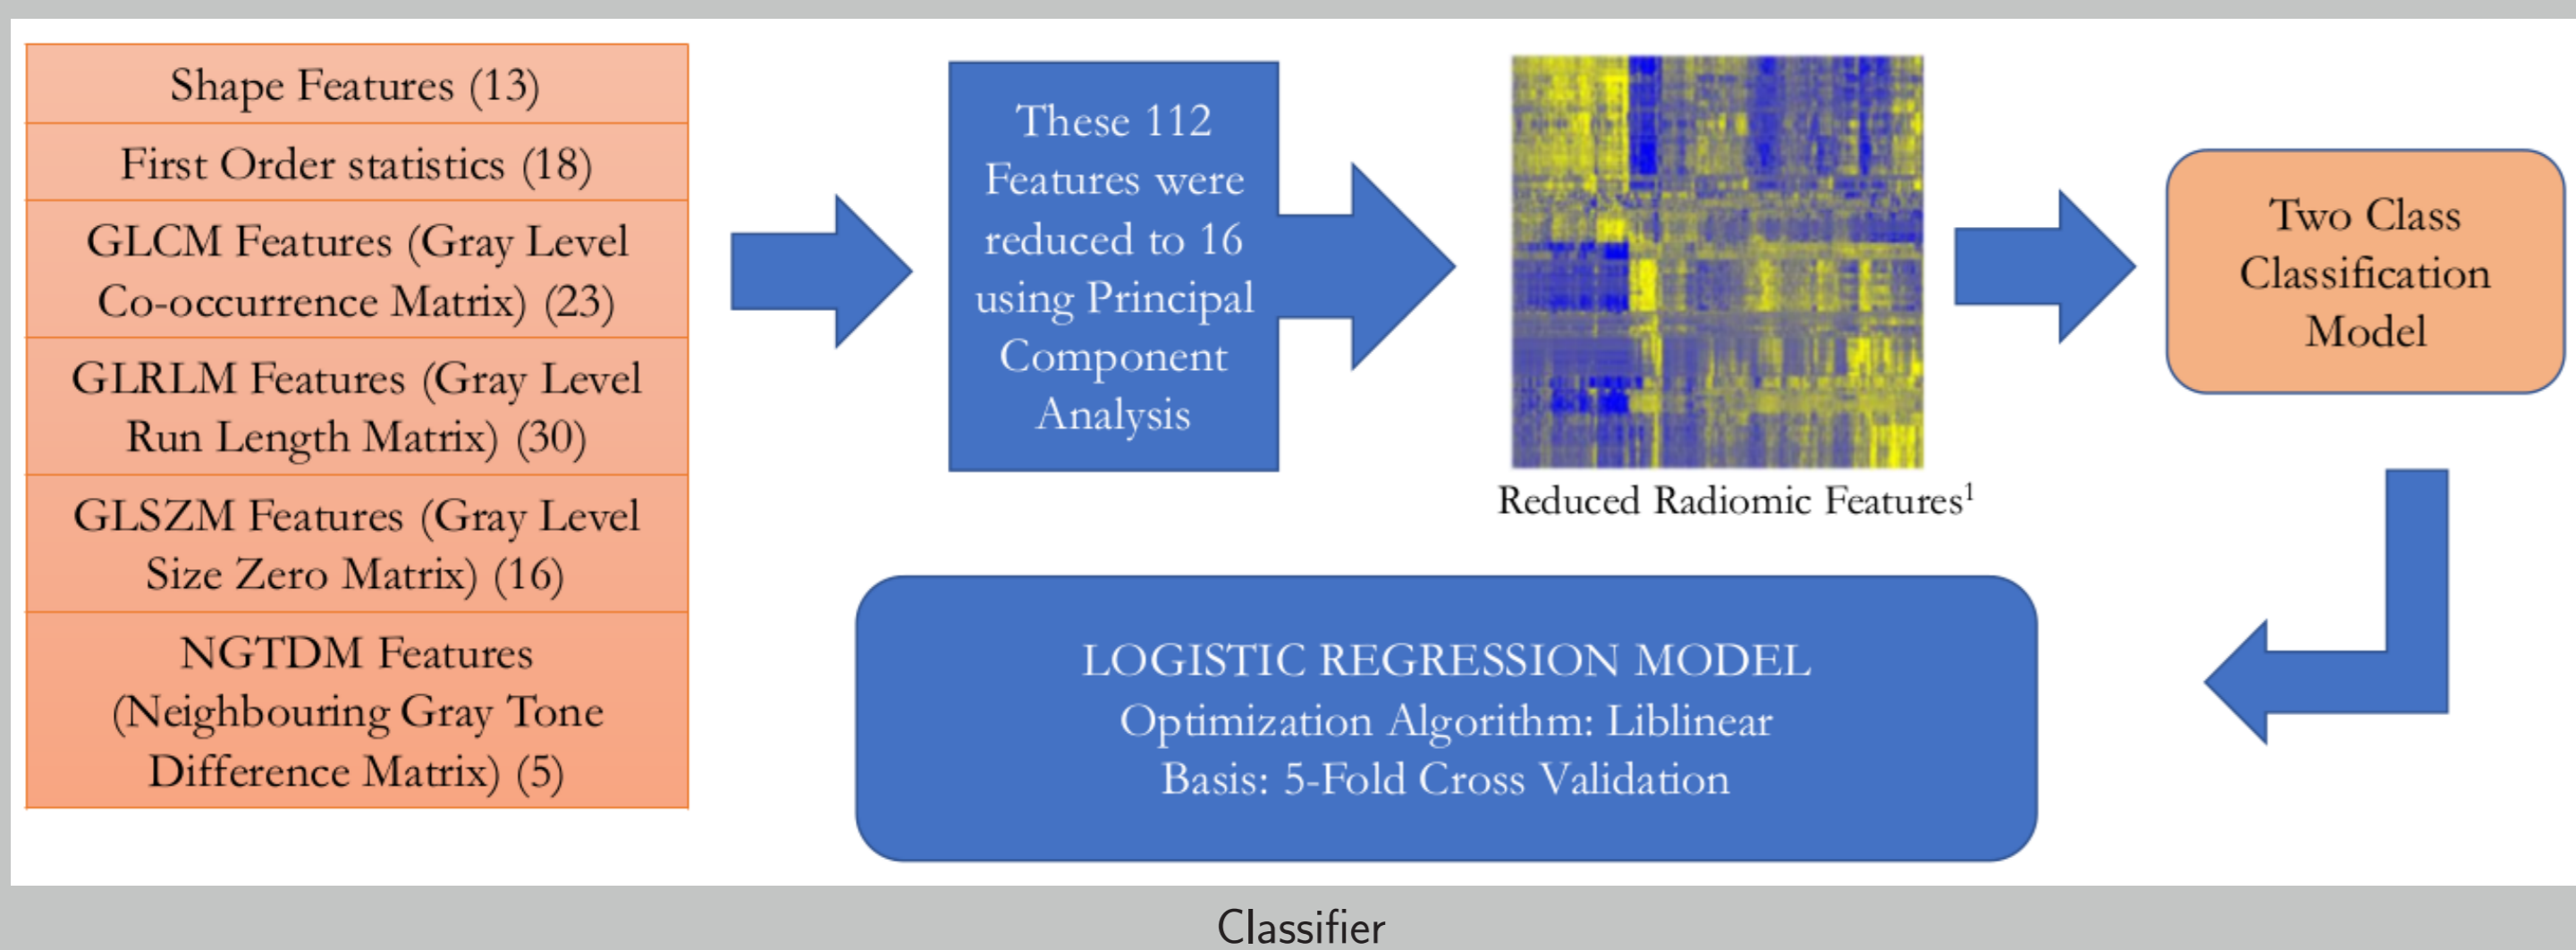 Shape Features (13)
First Order statistics (18)
GLCM Features (Gray Level
Co-occurrence Matrix) (23)
GLRLM Features (Gray Level
Run Length Matrix) (30)
GLSZM Features (Gray Level
Size Zero Matrix) (16)
NGTDM Features
(Neighbouring Gray Tone
Difference Matrix) (5)
These 112
Features were
reduced to 16
using Principal
Component
Analysis
Reduced Radiomic Features¹
Two Class
Classification
Model
LOGISTIC REGRESSION MODEL
Optimization Algorithm: Liblinear
Basis: 5-Fold Cross Validation
Classifier